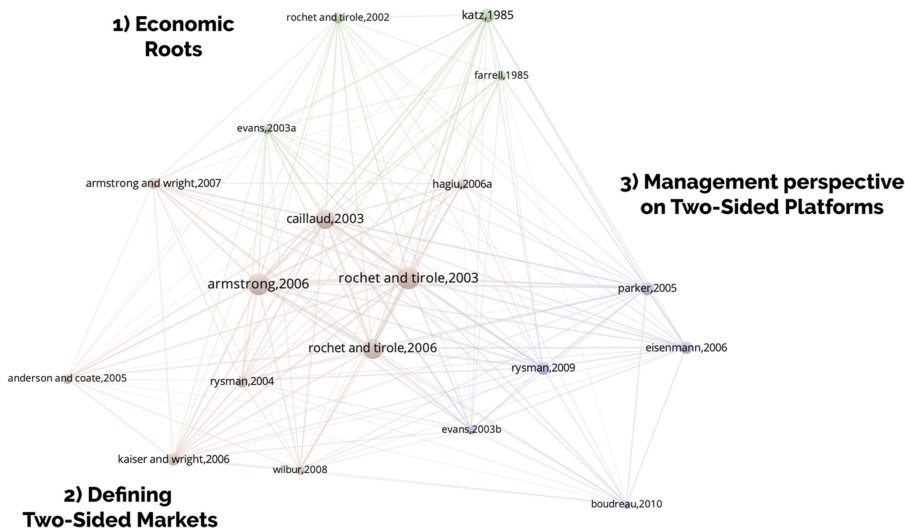 rochet and tirole,2002
katz,1985
1) Economic
Roots
farrell,1985
evans,2003a
armstrong and wright,2007
hagiu,2006a
3) Management perspective
on Two-Sided Platforms
caillaud,2003
rochet and tirole,2003
armstrong,2006
parker,2005
rochet and tirole,2006
eisenmann,2006
rysman,2009
anderson and coate,2005
rysman,2004
evans,2003b
kaiser and wright,2006
wilbur,2008
2) Defining
Two-Sided Markets
boudreau,2010